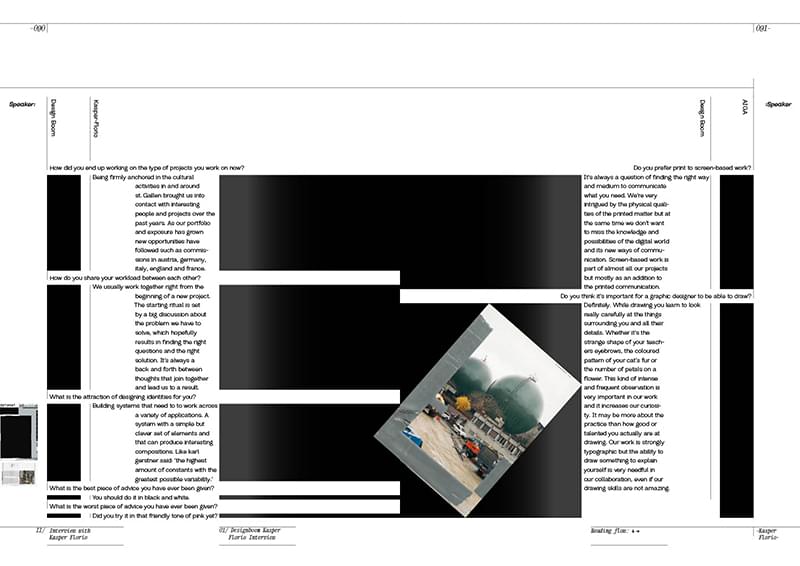 -090
091-
Speaker:
Design Boom
Kasper-Florio
Design Boom
AIGA
:Speaker
How did you end up working on the type of projects you work on now?
Being firmly anchored in the cultural
activities in and around
st. Gallen brought us into
contact with interesting
people and projects over the
past years. As our portfolio
and exposure has grown
new opportunities have
followed such as commis-
sions in austria, germany,
italy, england and france.
How do you share your workload between each other?
We usually work together right from the
beginning of a new project.
The starting ritual is set
by a big discussion about
the problem we have to
solve, which hopefully
results in finding the right
questions and the right
solution. It's always a
back and forth between
thoughts that join together
and lead us to a result.
What is the attraction of designing identities for you?
Building systems that need to to work across
a variety of applications. A
system with a simple but
clever set of elements and
that can produce interesting
compositions. Like karl
gerstner said: 'the highest
amount of constants with the
greatest possible variability.'
What is the best piece of advice you have ever been given?
You should do it in black and white.
What is the worst piece of advice you have ever been given?
Did you try it in that friendly tone of pink yet?
Do you prefer print to screen-based work?
It's always a question of finding the right way
and medium to communicate
what you need. We're very
intrigued by the physical quali-
ties of the printed matter but at
the same time we don't want
to miss the knowledge and
possibilities of the digital world
and its new ways of commu-
nication. Screen-based work is
part of almost all our projects
but mostly as an addition to
the printed communication.
Do you think it's important for a graphic designer to be able to draw?
Definitely. While drawing you learn to look
really carefully at the things
surrounding you and all their
details. Whether it's the
strange shape of your teach-
ers eyebrows, the coloured
pattern of your cat's fur or
the number of petals on a
flower. This kind of intense
and frequent observation is
very important in our work
and it increases our curiosi-
ty. It may be more about the
practice than how good or
talented you actually are at
drawing. Our work is strongly
typographic but the ability to
draw something to explain
yourself is very needful in
our collaboration, even if our
drawing skills are not amazing.
II/ Interview with
Kasper Florio
01/ Designboom Kasper
Florio Interview
Reading flow:
-Kasper
Florio-